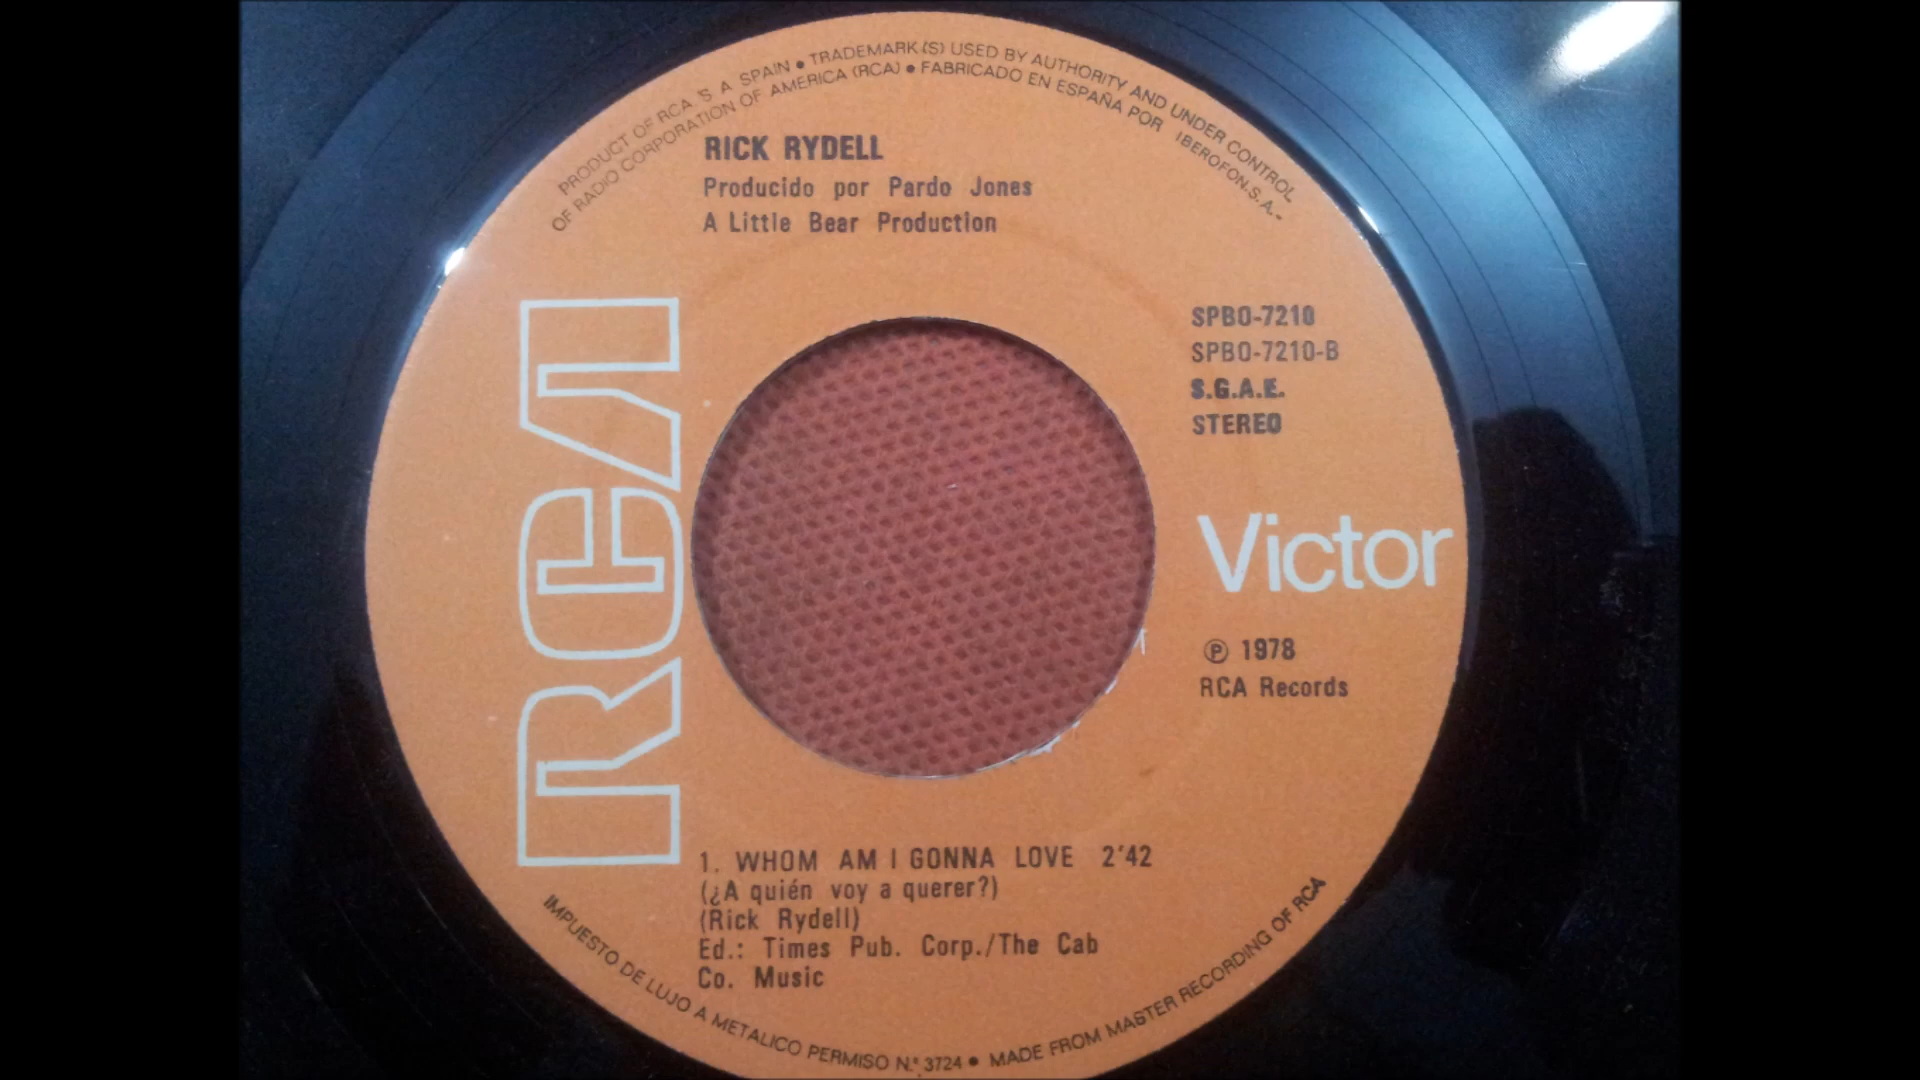 PRODUCT OF RCA 'S A SPAIN • TRADEMARK (S) USED BY AUTHORITY AND UNDER CONTROL
OF RADIO CORPORATION OF AMERICA (RCA) • FABRICADO EN ESPAÑA POR IBEROFON.S.A.-
RICK RYDELL
Producido por Pardo Jones
A Little Bear Production
SPBO-7210
SPBO-7210-B
S.G.A.E.
STEREO
RCA
Victor
Ⓟ 1978
RCA Records
1. WHOM AM I GONNA LOVE 2'42
(¿A quién voy a querer?)
(Rick Rydell)
Ed.: Times Pub. Corp./The Cab
Co. Music
IMPUESTO DE LUJO A METALICO PERMISO N.º 3724 • MADE FROM MASTER RECORDING OF RCA